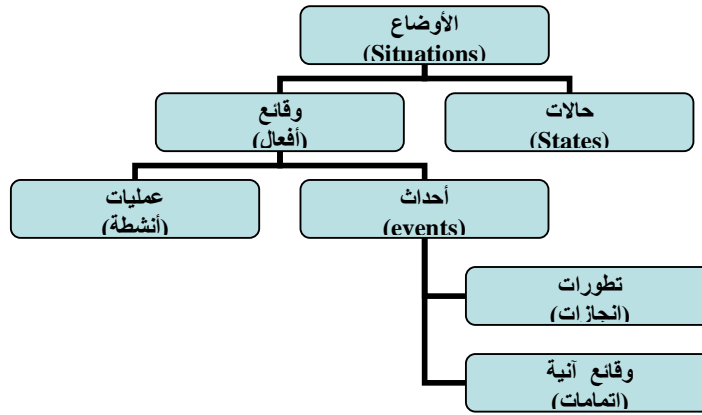 الأوضاع
(Situations)
وقائع
(أفعال)
حالات
(States)
عمليات
(أنشطة)
أحداث
(events)
تطورات
(انجازات)
وقائع آنية
(اتمامات)